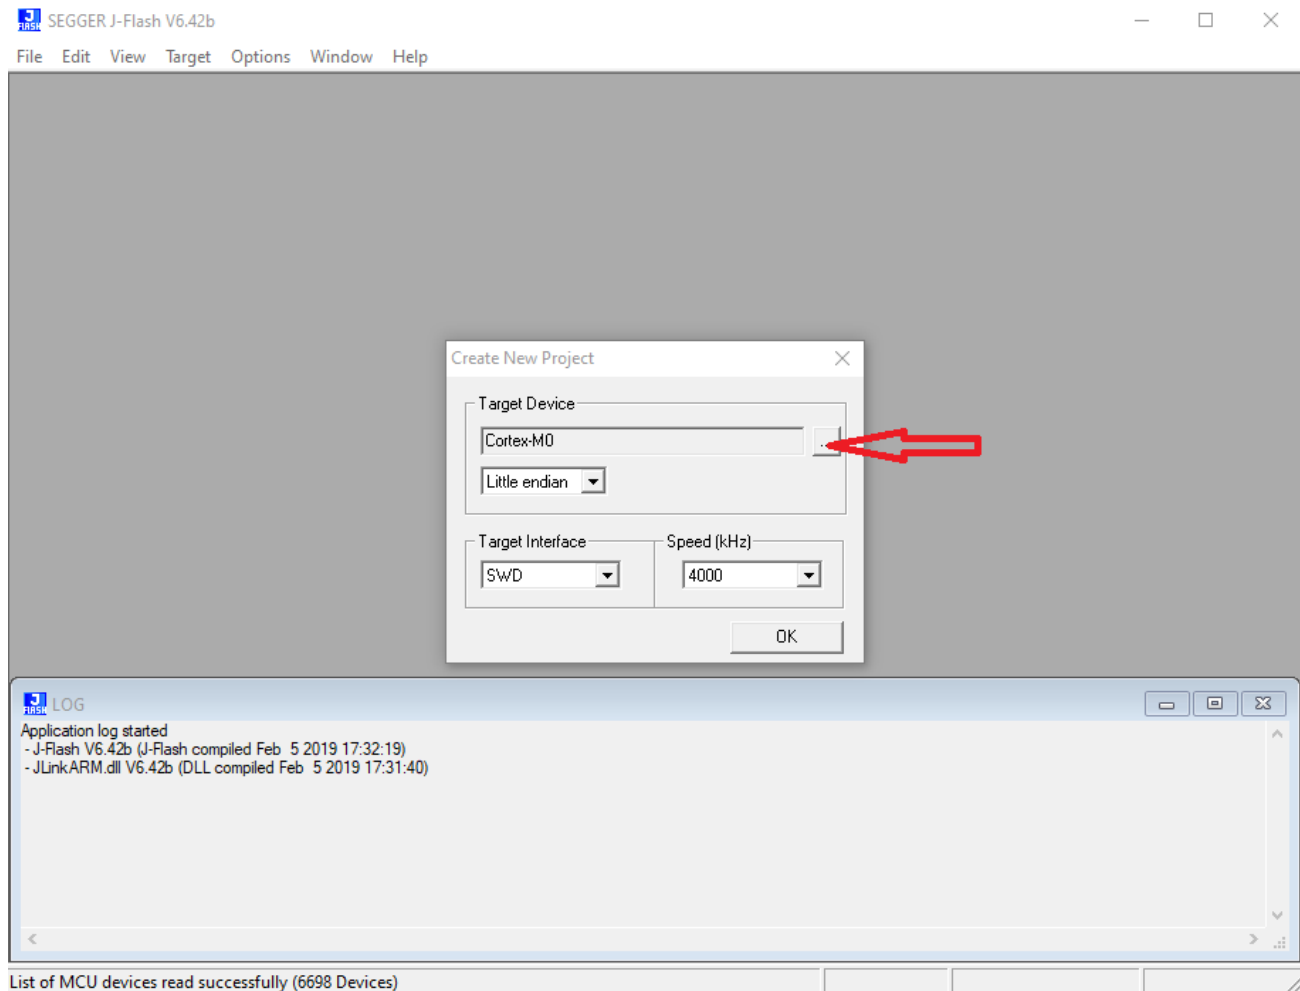 SEGGER J-Flash V6.42b
File Edit View Target Options Window Help
Create New Project
Target Device
Cortex-M0
Little endian
Target Interface Speed (kHz)
SWD 4000
OK
J FLASH LOG
Application log started
- J-Flash V6.42b (J-Flash compiled Feb  5 2019 17:32:19)
- JLinkARM.dll V6.42b (DLL compiled Feb  5 2019 17:31:40)
List of MCU devices read successfully (6698 Devices)